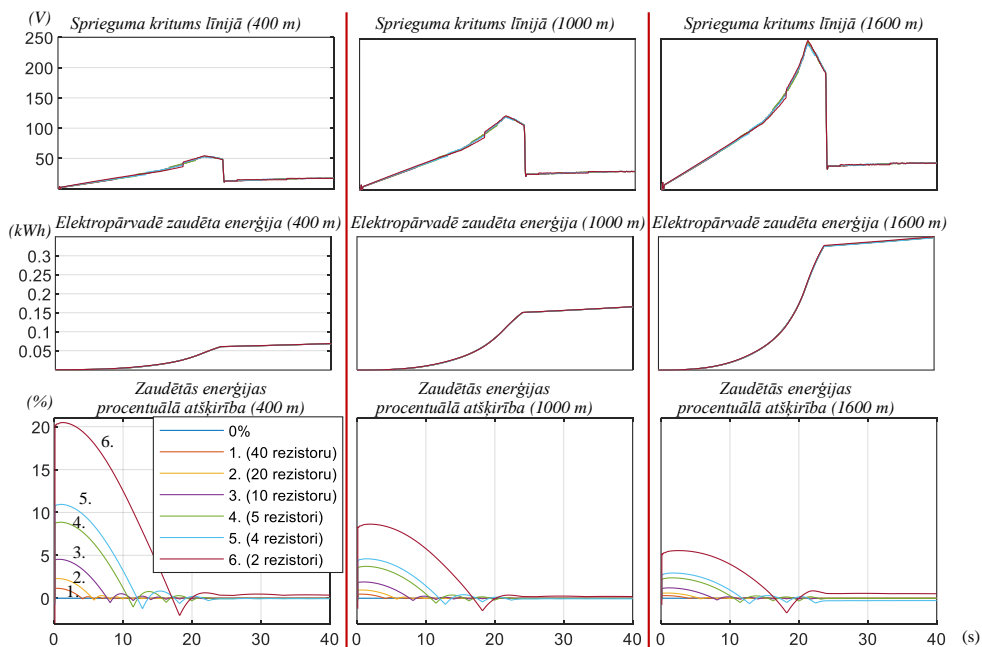 (V)
Sprieguma kritums līnijā (400 m)
Sprieguma kritums līnijā (1000 m)
Sprieguma kritums līnijā (1600 m)
250
200
150
100
50
(kWh)
Elektropārvadē zaudēta enerģija (400 m)
Elektropārvadē zaudēta enerģija (1000 m)
Elektropārvadē zaudēta enerģija (1600 m)
0.3
0.25
0.2
0.15
0.1
0.05
(%)
Zaudētās enerģijas
procentuālā atšķirība (400 m)
Zaudētās enerģijas
procentuālā atšķirība (1000 m)
Zaudētās enerģijas
procentuālā atšķirība (1600 m)
20
15
10
5
0
6.
5.
4.
3.
2.
1.
0%
1. (40 rezistoru)
2. (20 rezistoru)
3. (10 rezistoru)
4. (5 rezistori)
5. (4 rezistori)
6. (2 rezistori)
0 10 20 30 40
0 10 20 30 40
0 10 20 30 40
(s)